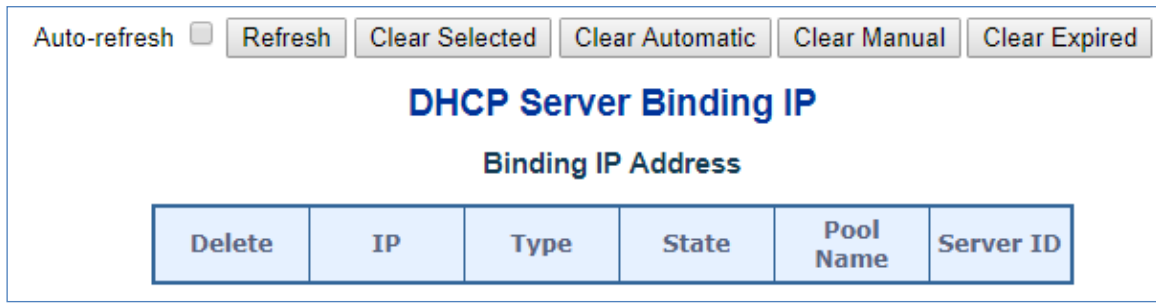 Auto-refresh Refresh Clear Selected Clear Automatic Clear Manual Clear Expired
DHCP Server Binding IP
Binding IP Address
Delete IP Type State Pool Name Server ID